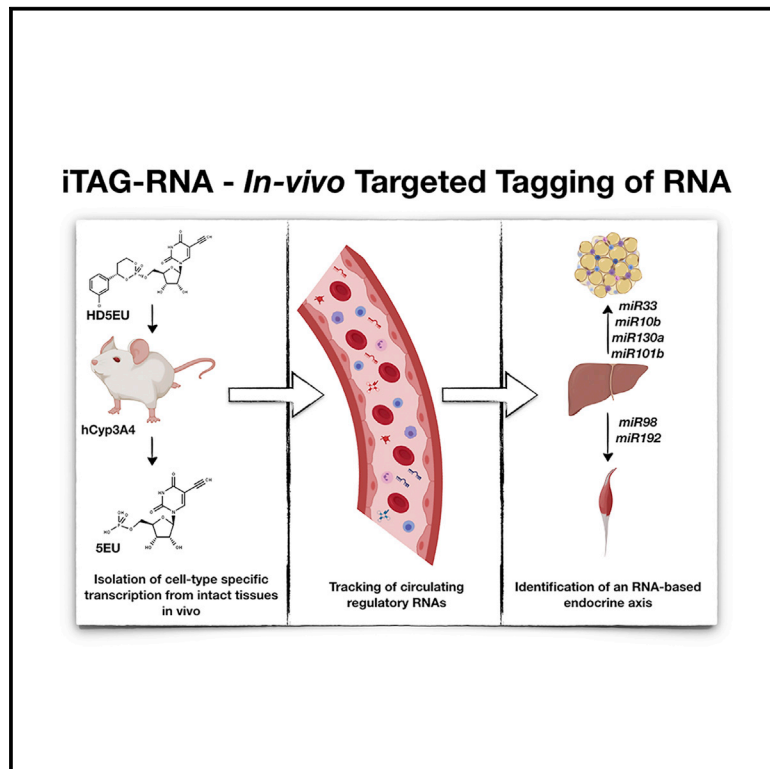 iTAG-RNA - In-vivo Targeted Tagging of RNA
HD5EU
hCyp3A4
5EU
Isolation of cell-type specific
transcription from intact tissues
in vivo
Tracking of circulating
regulatory RNAs
miR33
miR10b
miR130a
miR101b
miR98
miR192
Identification of an RNA-based
endocrine axis